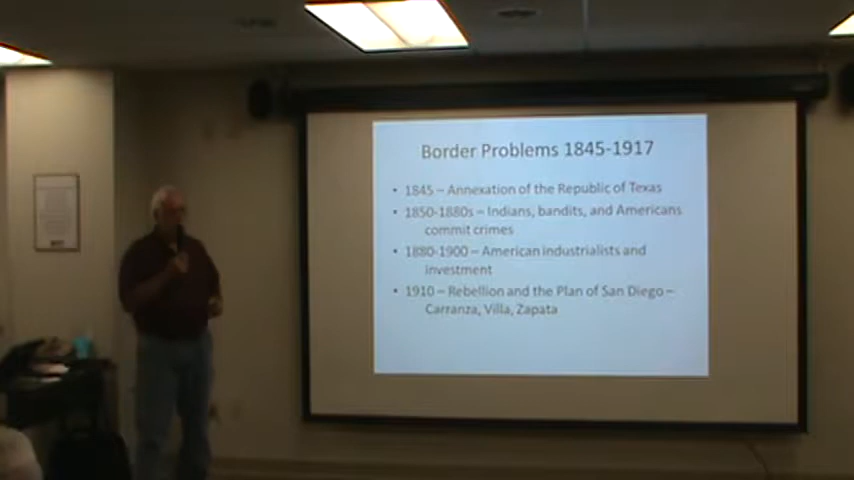 Border Problems 1845-1917
• 1845 – Annexation of the Republic of Texas
• 1850-1880s – Indians, bandits, and Americans
commit crimes
• 1880-1900 – American industrialists and
investment
• 1910 – Rebellion and the Plan of San Diego –
Carranza, Villa, Zapata